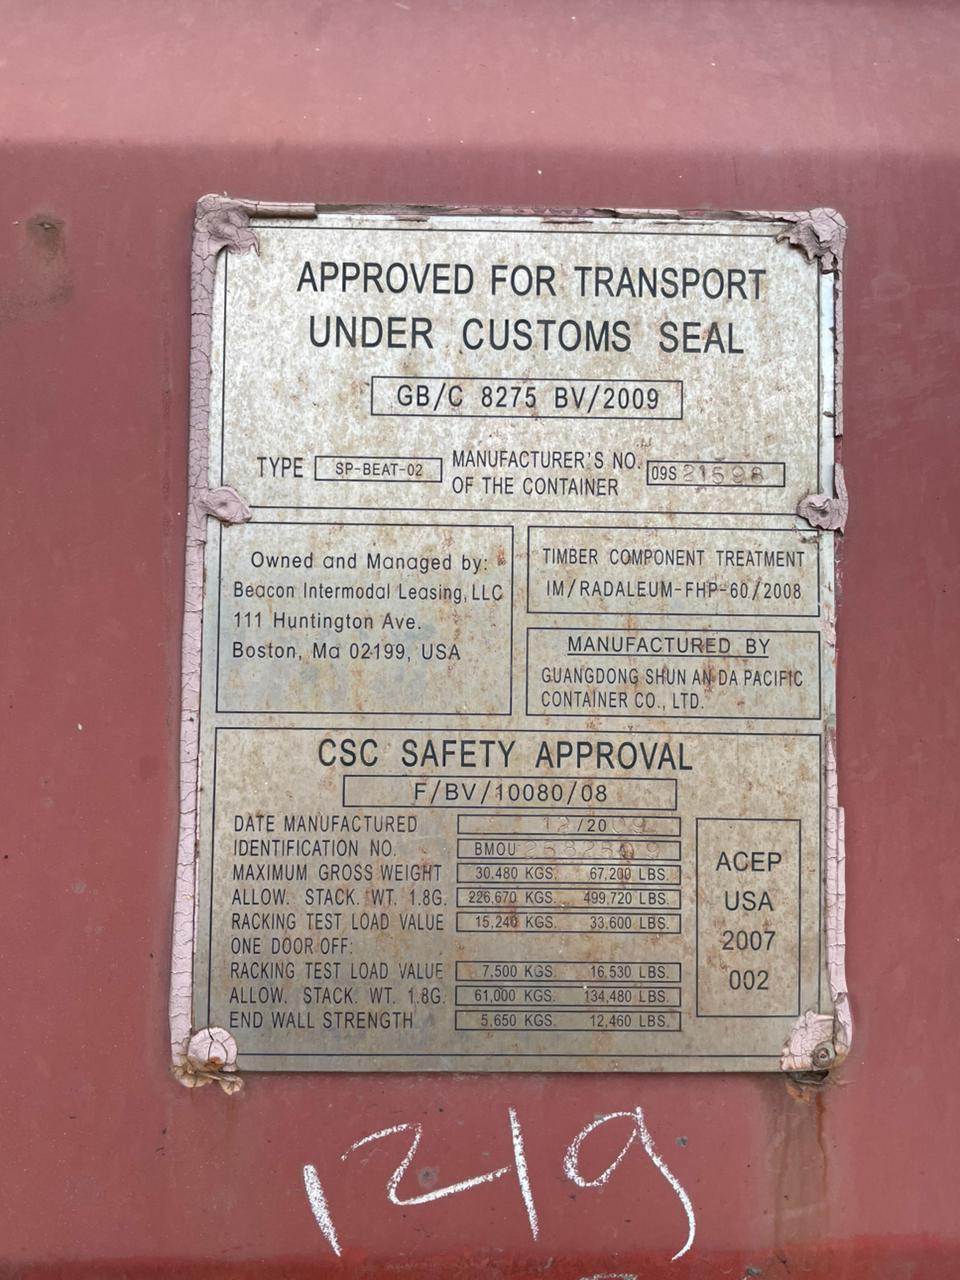 APPROVED FOR TRANSPORT
UNDER CUSTOMS SEAL
GB/C 8275 BV/2009
TYPE SP-BEAT-02 MANUFACTURER'S NO. OF THE CONTAINER 09S 21598
Owned and Managed by:
Beacon Intermodal Leasing, LLC
111 Huntington Ave.
Boston, Ma 02199, USA
TIMBER COMPONENT TREATMENT
IM/RADALEUM-FHP-60/2008
MANUFACTURED BY
GUANGDONG SHUN AN DA PACIFIC
CONTAINER CO., LTD.
CSC SAFETY APPROVAL
F/BV/10080/08
DATE MANUFACTURED 12/2009
IDENTIFICATION NO. BMOU
MAXIMUM GROSS WEIGHT 30,480 KGS. 67,200 LBS.
ALLOW. STACK. WT. 1.8G. 226,670 KGS. 499,720 LBS.
RACKING TEST LOAD VALUE 15,240 KGS. 33,600 LBS.
ONE DOOR OFF:
RACKING TEST LOAD VALUE 7,500 KGS. 16,530 LBS.
ALLOW. STACK. WT. 1.8G. 61,000 KGS. 134,480 LBS.
END WALL STRENGTH 5,650 KGS. 12,460 LBS.
ACEP
USA
2007
002